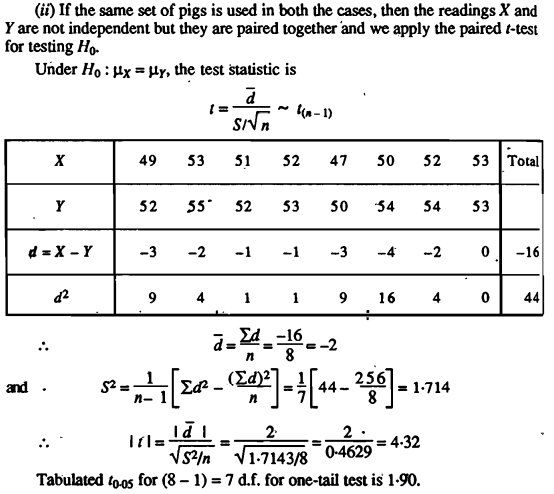 (ii) If the same set of pigs is used in both the cases, then the readings X and
Y are not independent but they are paired together and we apply the paired t-test
for testing H₀.
Under H₀ : μX = μY, the test statistic is
t = d̄ / (S/√n) ~ t(n − 1)
X 49 53 51 52 47 50 52 53 Total
Y 52 55 52 53 50 54 54 53
d = X − Y −3 −2 −1 −1 −3 −4 −2 0 −16
d² 9 4 1 1 9 16 4 0 44
∴ d̄ = Σd / n = −16 / 8 = −2
and S² = 1/(n− 1) [ Σd² − (Σd)²/n ] = 1/7 [ 44 − 256/8 ] = 1·714
∴ | t | = | d̄ | / √(S²/n) = 2 / √(1·7143/8) = 2 / 0·4629 = 4·32
Tabulated t₀·₀₅ for (8 − 1) = 7 d.f. for one-tail test is 1·90.